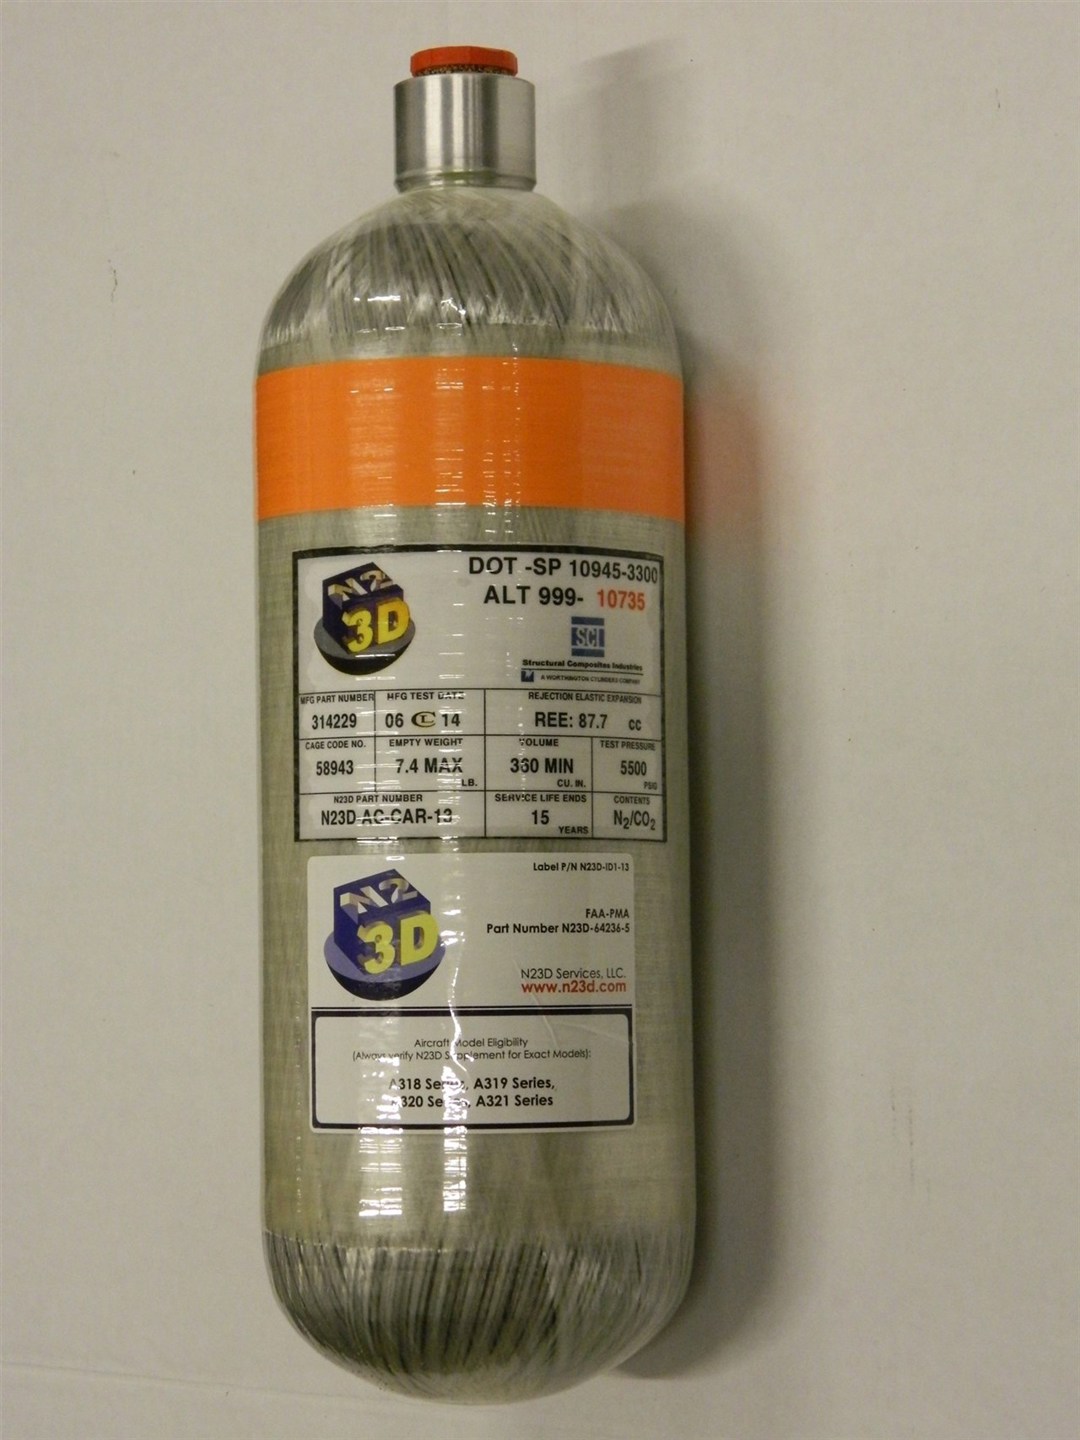 N2
3D
DOT -SP 10945-3300
ALT 999- 10735
SCI
Structural Composites Industries
A WORTHINGTON CYLINDERS COMPANY
MFG PART NUMBER MFG TEST DATE REJECTION ELASTIC EXPANSION
314229 06 14 REE: 87.7 cc
CAGE CODE NO. EMPTY WEIGHT VOLUME TEST PRESSURE
58943 7.4 MAX LB. 360 MIN CU. IN. 5500 PSIG
N23D PART NUMBER SERVICE LIFE ENDS CONTENTS
N23D-AC-CAR-13 15 YEARS N2/CO2
Label P/N N23D-ID1-13
N2
3D
FAA-PMA
Part Number N23D-64236-5
N23D Services, LLC.
www.n23d.com
Aircraft Model Eligibility
(Always verify N23D Supplement for Exact Models):
A318 Series, A319 Series,
A320 Series, A321 Series